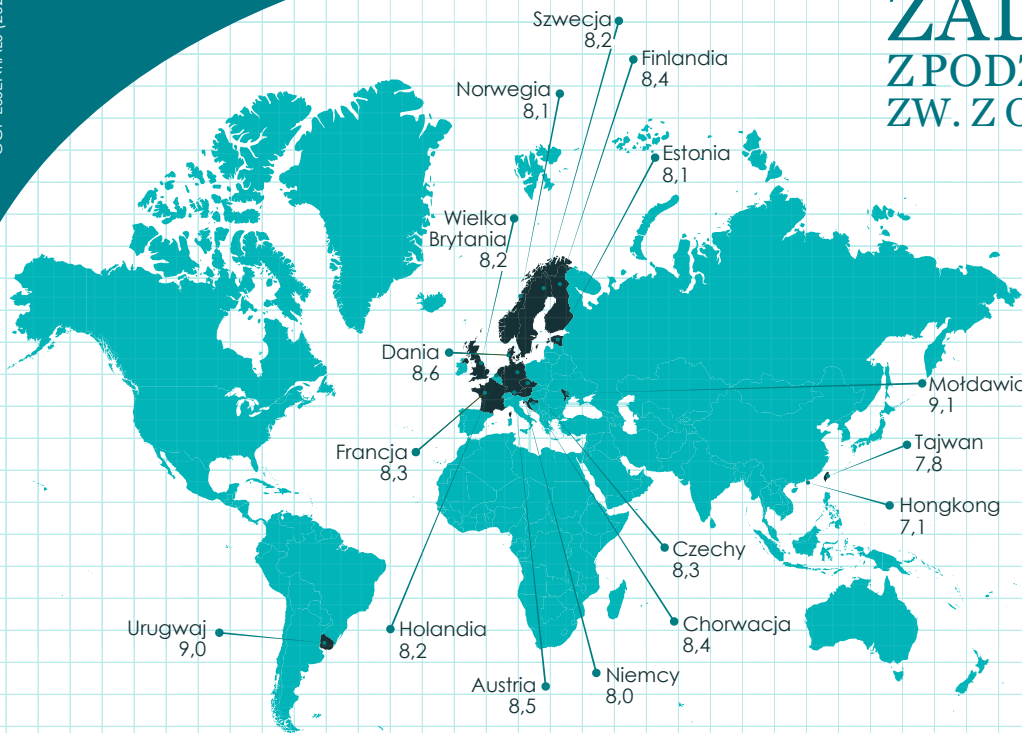 Szwecja
8,2
Finlandia
8,4
Norwegia
8,1
Estonia
8,1
Wielka
Brytania
8,2
Dania
8,6
Mołdawia
9,1
Francja
8,3
Tajwan
7,8
Hongkong
7,1
Czechy
8,3
Chorwacja
8,4
Urugwaj
9,0
Holandia
8,2
Niemcy
8,0
Austria
8,5
ZW. Z O